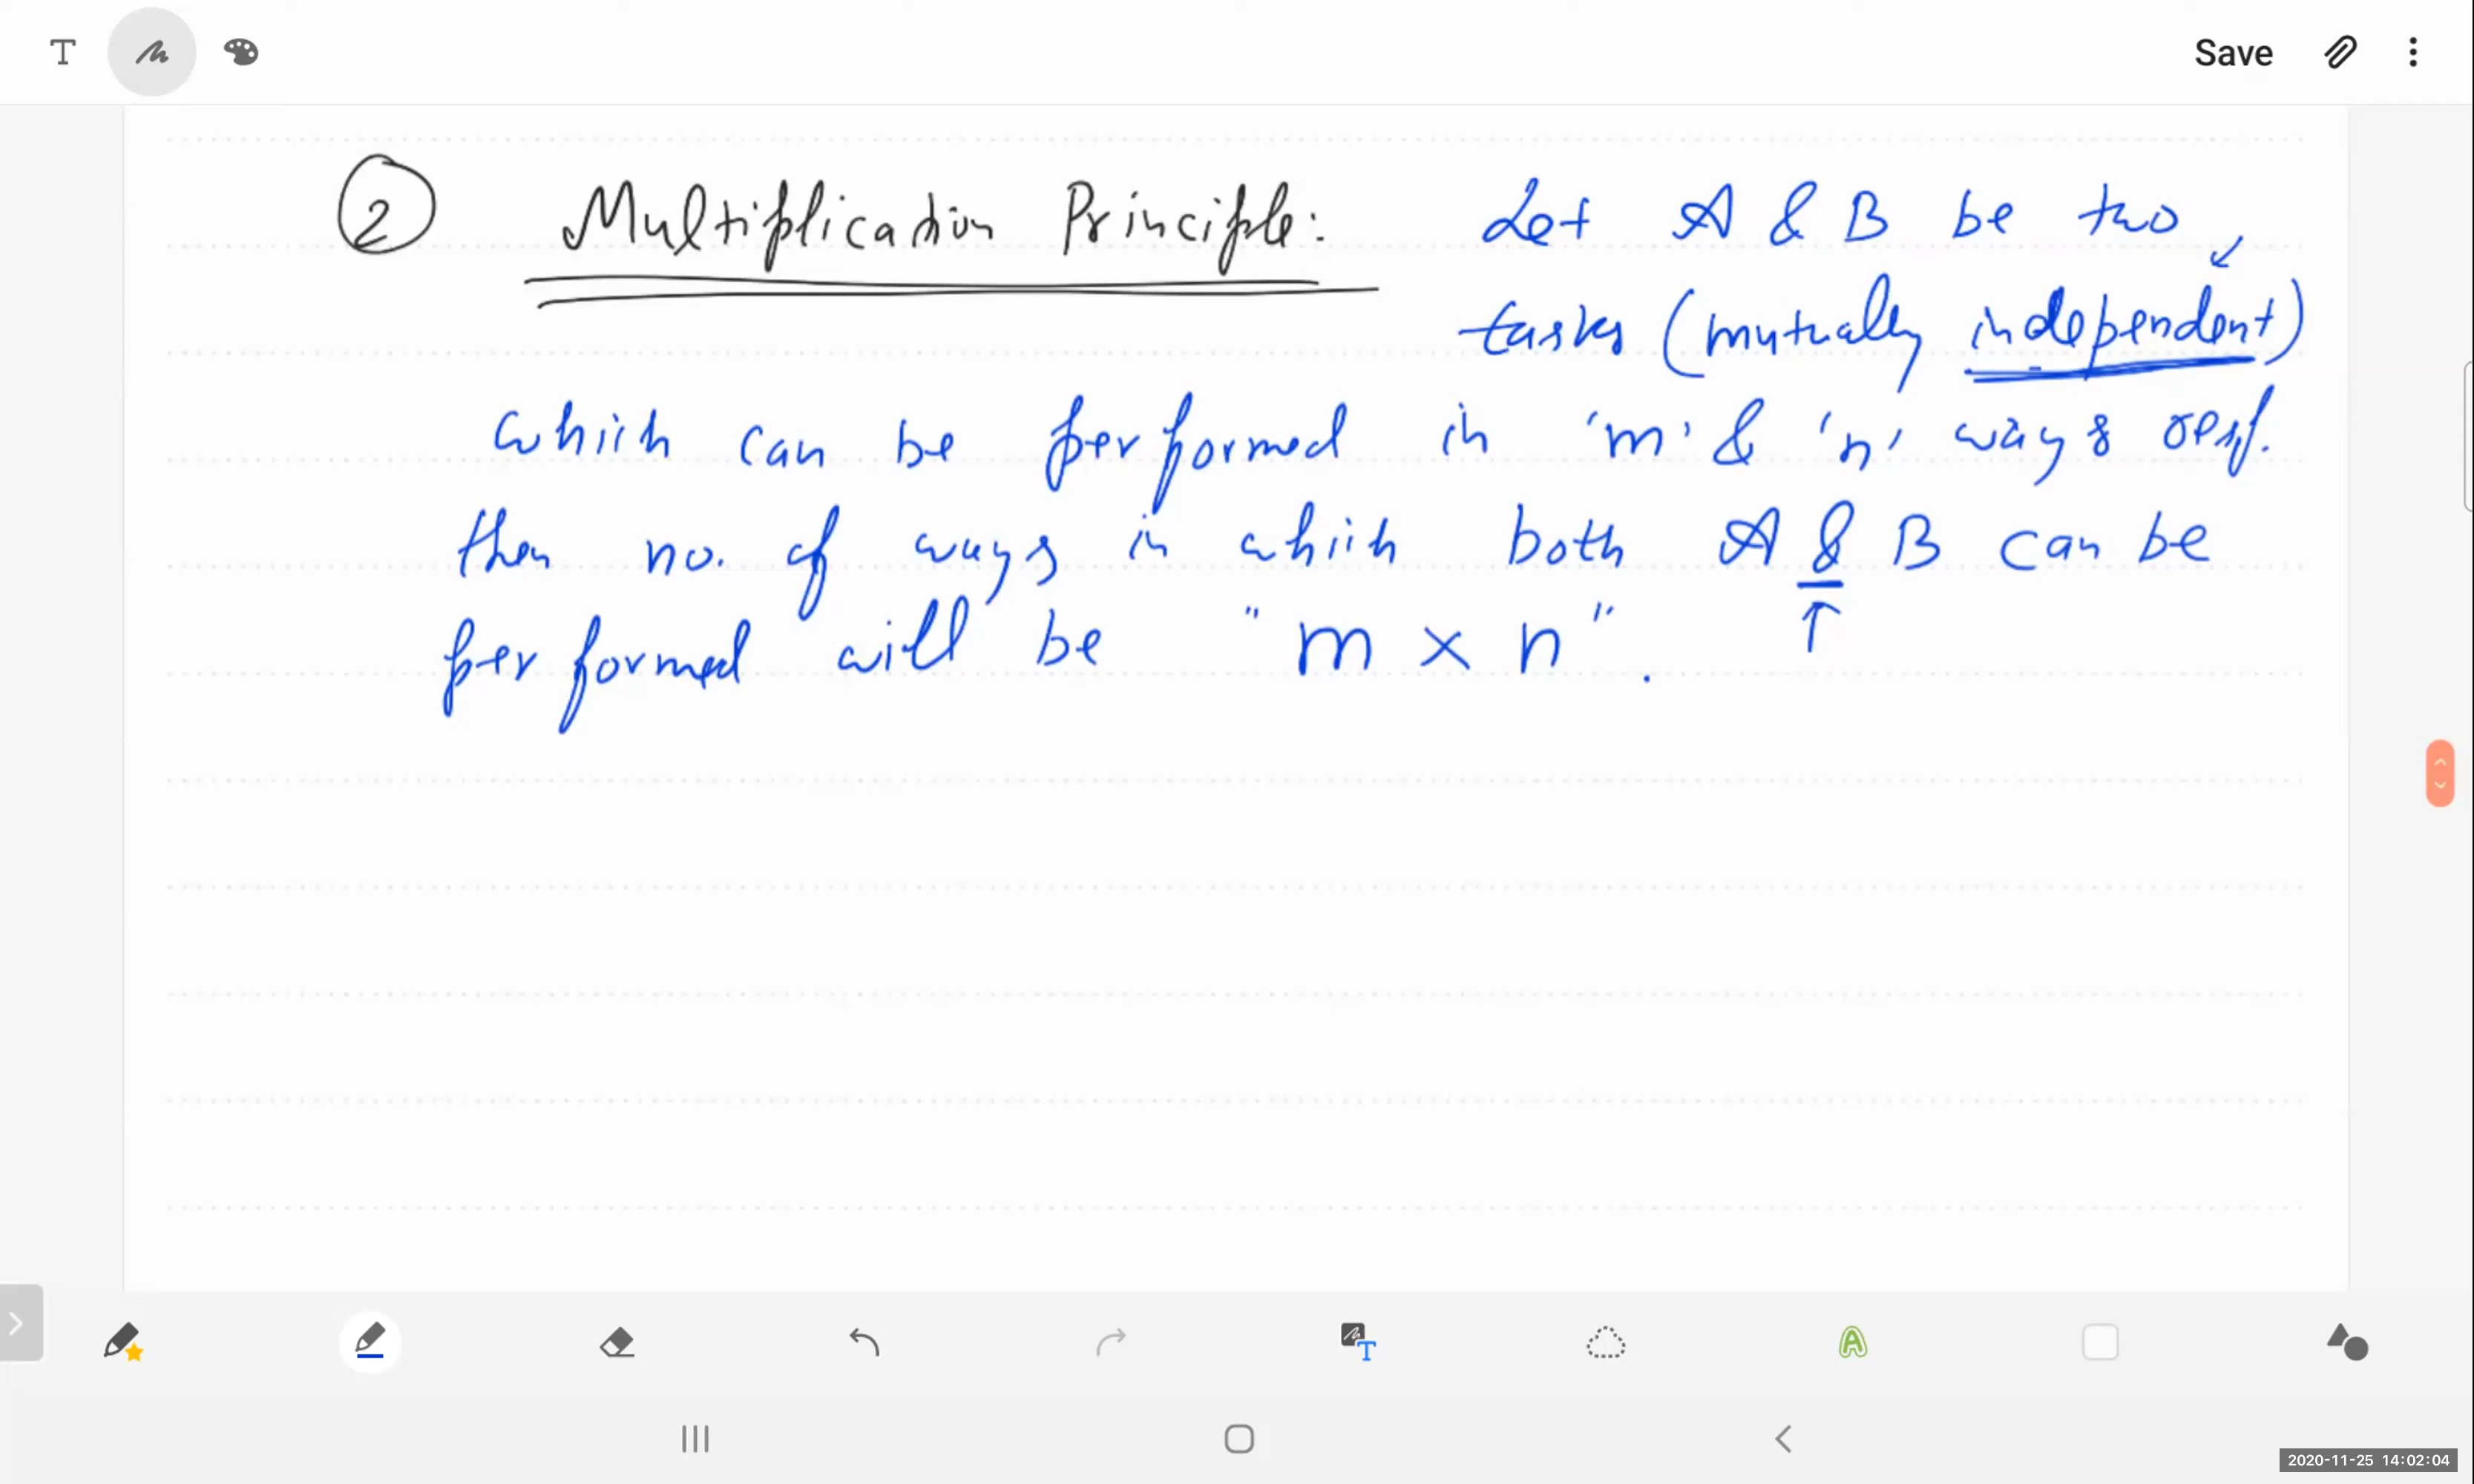 T
Save
2 Multiplication Principle: Let A & B be two
tasks (mutually independent)
which can be performed in 'm' & 'n' ways resp.
then no. of ways in which both A & B can be
performed will be "m × n".
T
A
2020-11-25 14:02:04